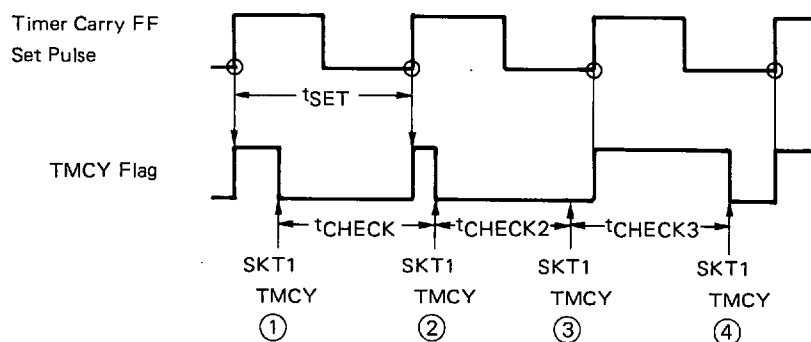 Timer Carry FF
Set Pulse
tSET
TMCY Flag
tCHECK
tCHECK2
tCHECK3
SKT1
TMCY
①
SKT1
TMCY
②
SKT1
TMCY
③
SKT1
TMCY
④